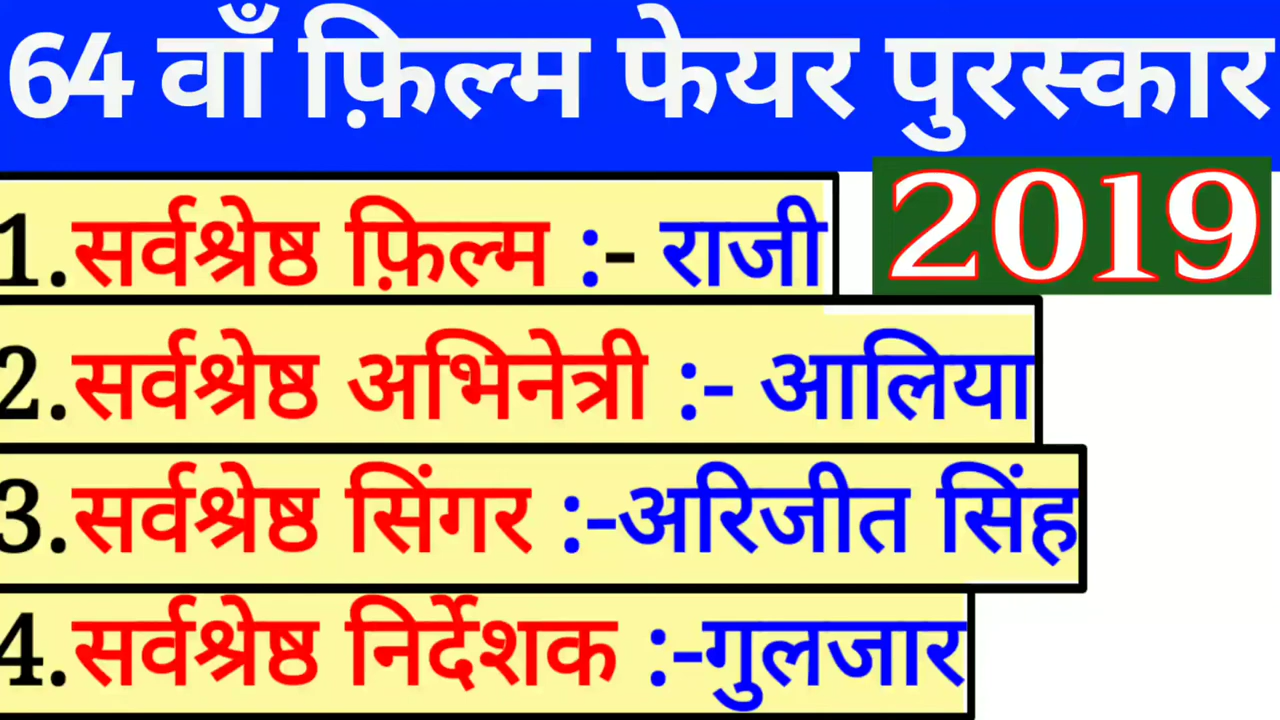 64 वाँ फ़िल्म फेयर पुरस्कार
2019
1.सर्वश्रेष्ठ फ़िल्म :- राजी
2.सर्वश्रेष्ठ अभिनेत्री :- आलिया
3.सर्वश्रेष्ठ सिंगर :-अरिजीत सिंह
4.सर्वश्रेष्ठ निर्देशक :-गुलजार